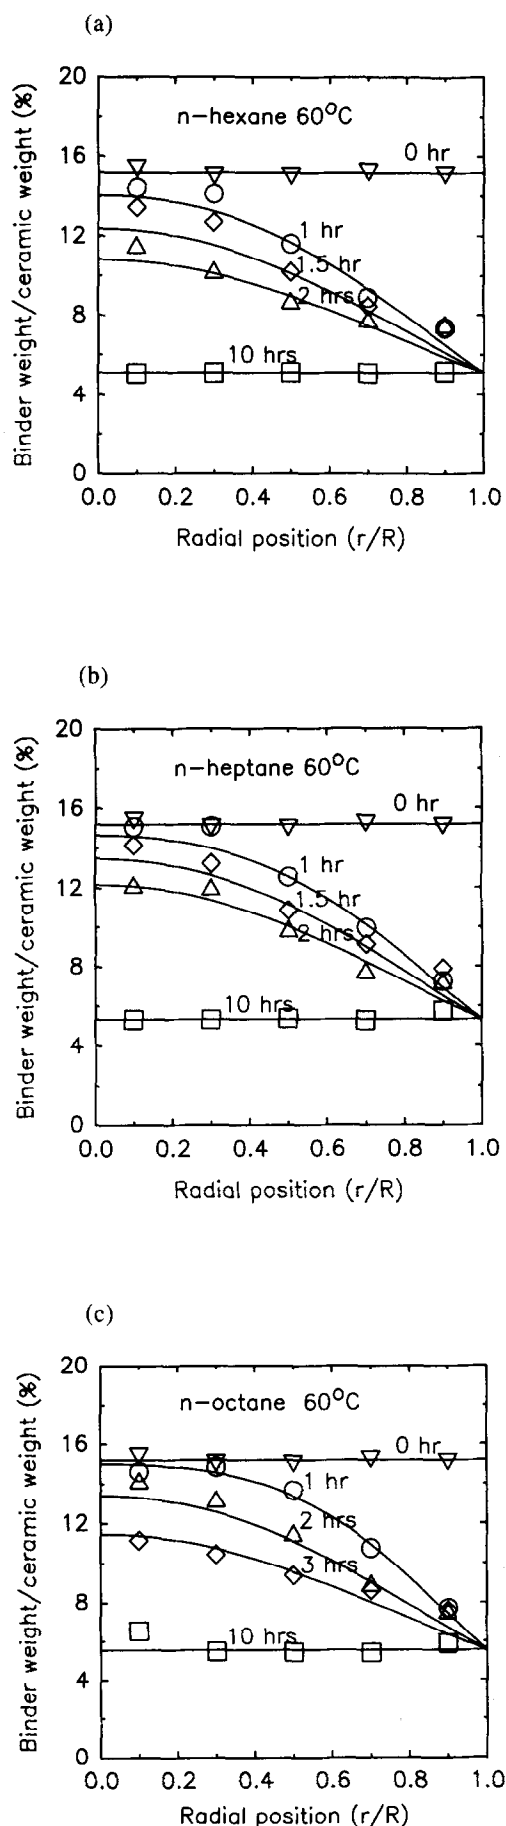 (a)
20
16
12
8
4
0
Binder weight/ceramic weight (%)
n-hexane 60°C
0 hr
1 hr
1.5 hr
2 hrs
10 hrs
0.0 0.2 0.4 0.6 0.8 1.0
Radial position (r/R)
(b)
20
16
12
8
4
0
Binder weight/ceramic weight (%)
n-heptane 60°C
0 hr
1 hr
1.5 hr
2 hrs
10 hrs
0.0 0.2 0.4 0.6 0.8 1.0
Radial position (r/R)
(c)
20
16
12
8
4
0
Binder weight/ceramic weight (%)
n-octane 60°C
0 hr
1 hr
2 hrs
3 hrs
10 hrs
0.0 0.2 0.4 0.6 0.8 1.0
Radial position (r/R)